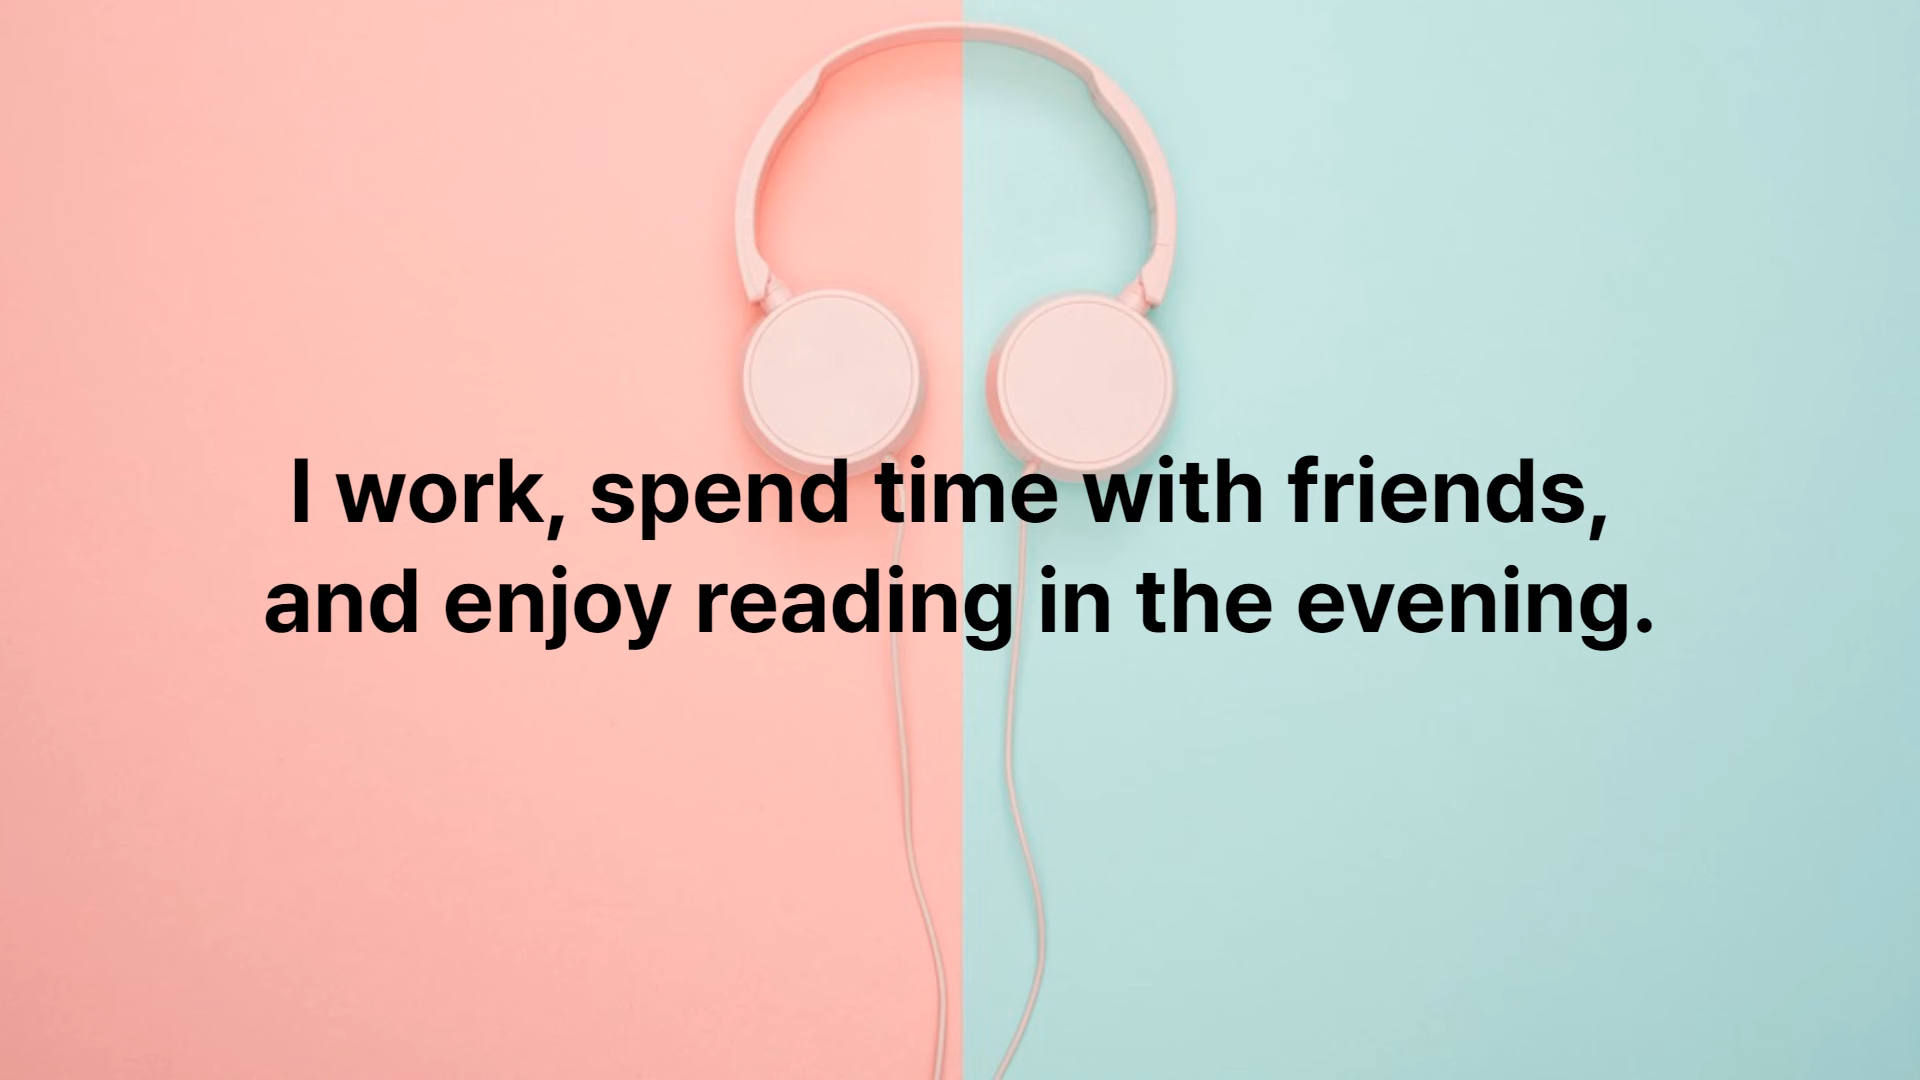 I work, spend time with friends,
and enjoy reading in the evening.